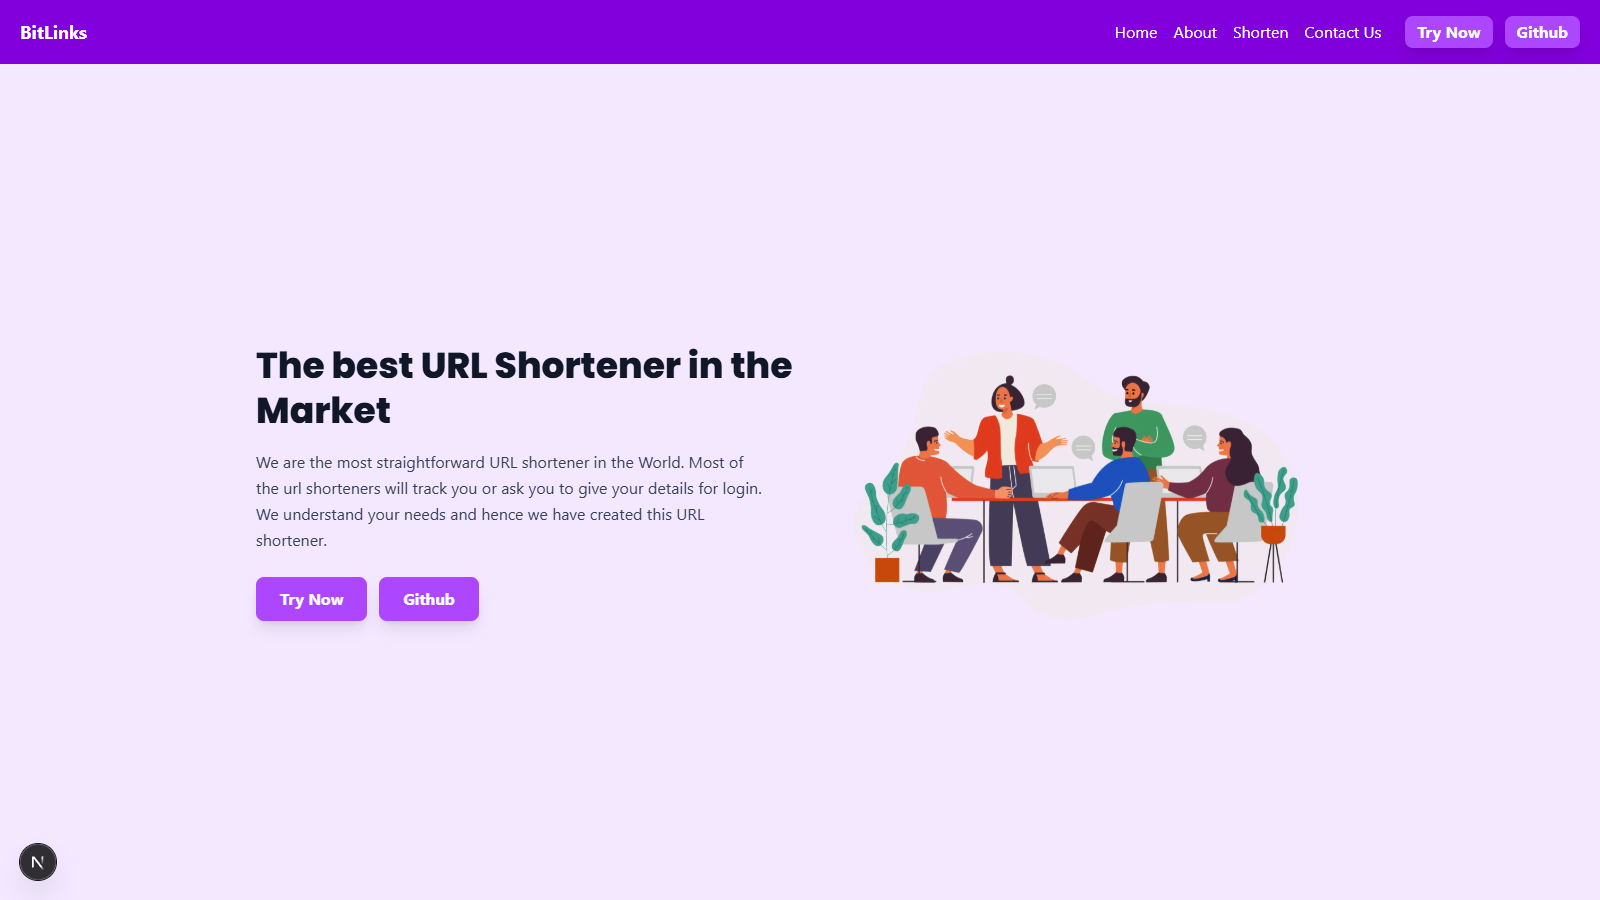 BitLinks
Home About Shorten Contact Us Try Now Github
The best URL Shortener in the
Market
We are the most straightforward URL shortener in the World. Most of
the url shorteners will track you or ask you to give your details for login.
We understand your needs and hence we have created this URL
shortener.
Try Now Github
N